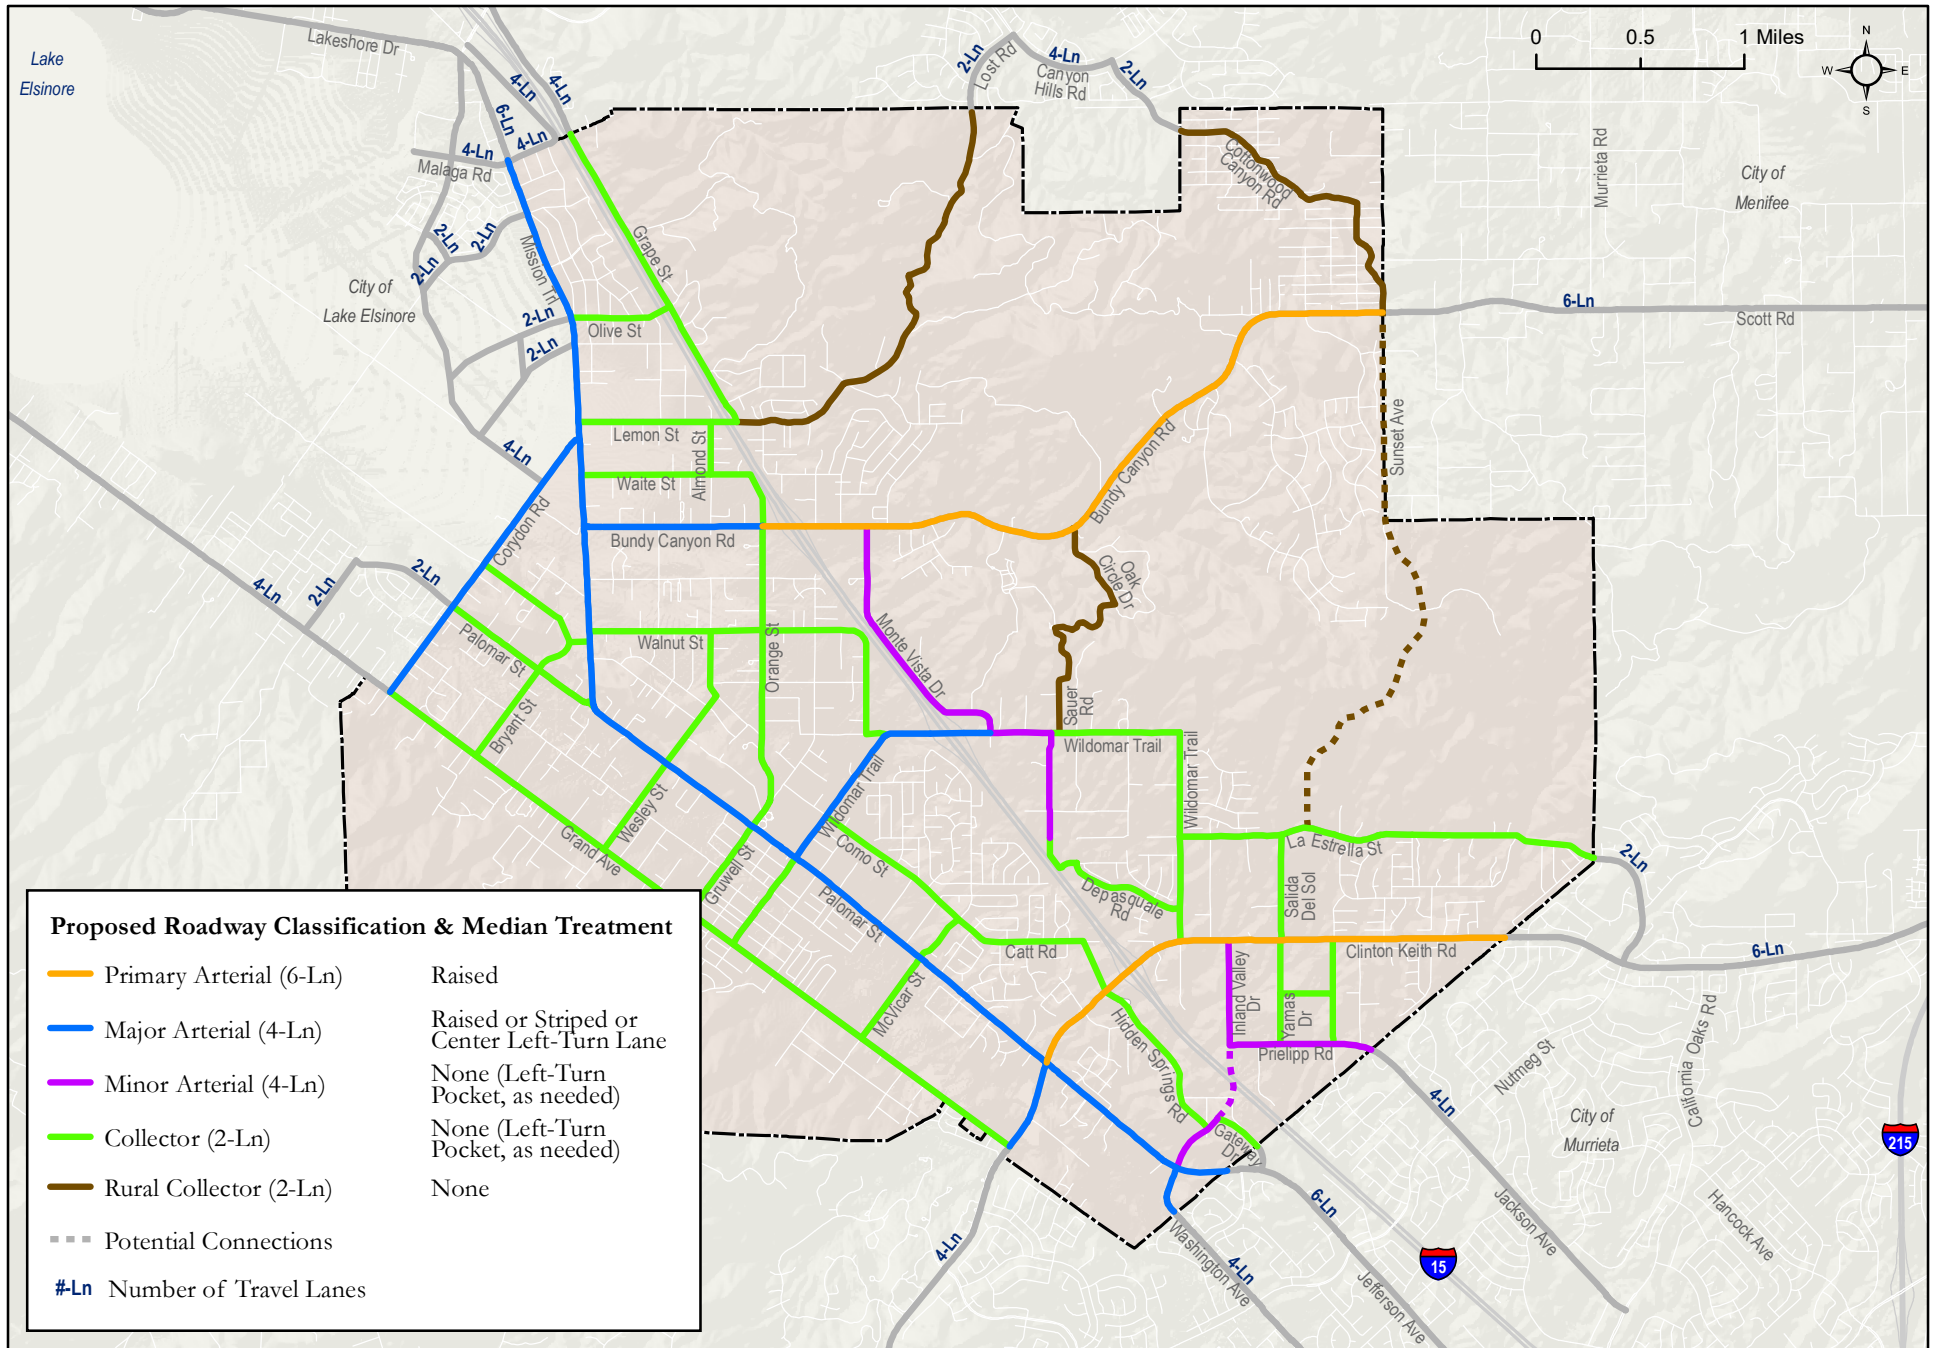 Lake
Elsinore
Lakeshore Dr
4-Ln
4-Ln
6-Ln
4-Ln
4-Ln
Malaga Rd
2-Ln
2-Ln
2-Ln
City of
Lake Elsinore
Mission Trl
Grape St
2-Ln
Olive St
2-Ln
2-Ln
Lost Rd
4-Ln
Canyon
Hills Rd
2-Ln
Cottonwood
Canyon Rd
0
0.5
1 Miles
N
W
E
S
Murrieta Rd
City of
Menifee
6-Ln
Scott Rd
Sunset Ave
Lemon St
Almond St
Waite St
4-Ln
Corydon Rd
Bundy Canyon Rd
Bundy Canyon Rd
4-Ln
2-Ln
2-Ln
Palomar St
Walnut St
Orange St
Monte Vista Dr
Oak
Circle Dr
Sauer
Rd
Bryant St
Wesley St
Grand Ave
Gruwell St
Wildomar Trail
Wildomar Trail
Wildomar Trail
Como St
Palomar St
Depasquale
Rd
La Estrella St
Salida
Del Sol
2-Ln
Catt Rd
McVicar St
Clinton Keith Rd
6-Ln
Inland Valley
Dr
Yamas
Dr
Prielipp Rd
Hidden Springs Rd
Gateway
Dr
Nutmeg St
California Oaks Rd
4-Ln
City of
Murrieta
215
Jackson Ave
Hancock Ave
6-Ln
15
Jefferson Ave
4-Ln
Washington Ave
4-Ln
Proposed Roadway Classification & Median Treatment
Primary Arterial (6-Ln) Raised
Major Arterial (4-Ln) Raised or Striped or
Center Left-Turn Lane
Minor Arterial (4-Ln) None (Left-Turn
Pocket, as needed)
Collector (2-Ln) None (Left-Turn
Pocket, as needed)
Rural Collector (2-Ln) None
Potential Connections
#-Ln Number of Travel Lanes